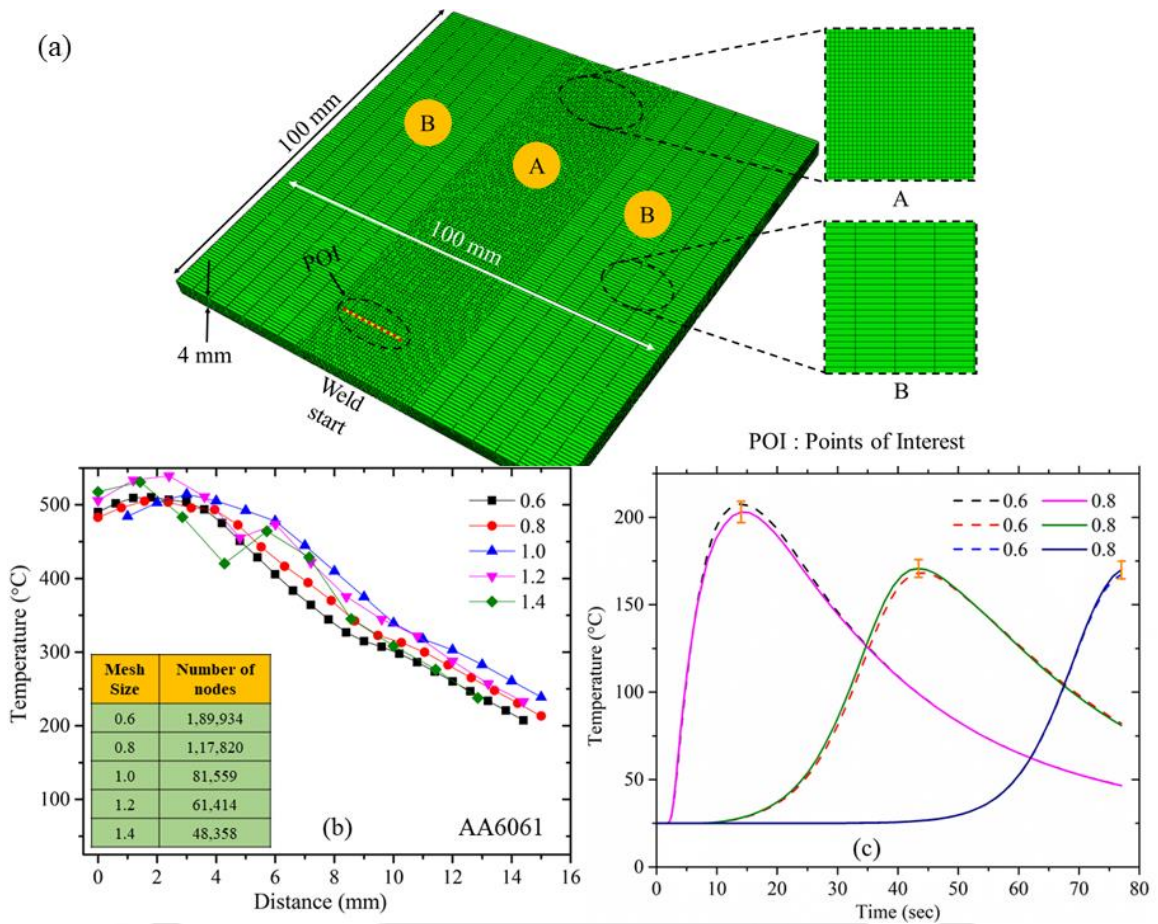 (a)
100 mm
B
A
B
100 mm
POI
4 mm
Weld
start
A
B
POI : Points of Interest
500
400
300
200
100
Temperature (°C)
0.6
0.8
1.0
1.2
1.4
Mesh Size Number of nodes
0.6 1,89,934
0.8 1,17,820
1.0 81,559
1.2 61,414
1.4 48,358
(b)
AA6061
0 2 4 6 8 10 12 14 16
Distance (mm)
200
150
100
50
0
Temperature (°C)
0.6 0.8
0.6 0.8
0.6 0.8
(c)
0 10 20 30 40 50 60 70 80
Time (sec)